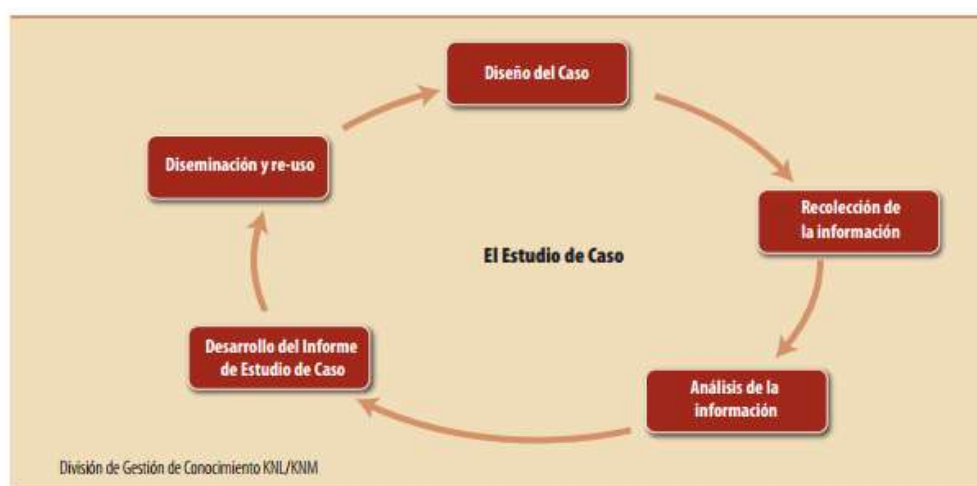 Diseño del Caso
Diseminación y re-uso
Recolección de
la información
El Estudio de Caso
Desarrollo del Informe
de Estudio de Caso
Análisis de la
información
División de Gestión de Conocimiento KNL/KNM